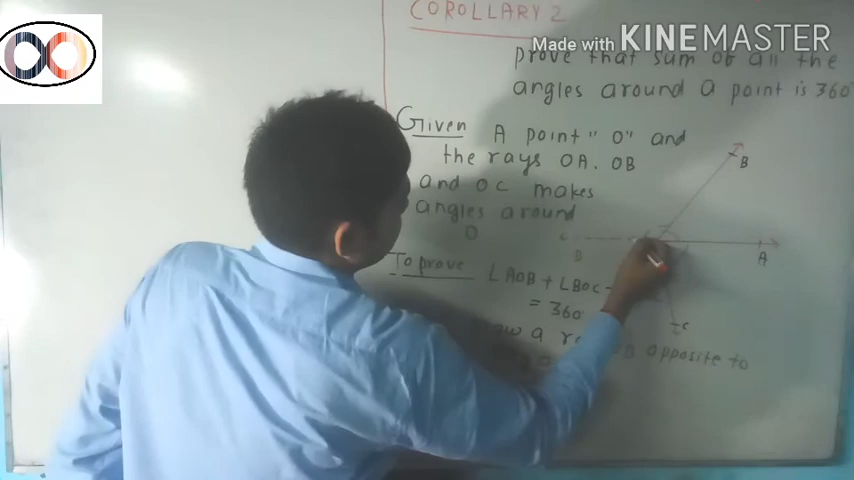 COROLLARY 2
Made with KINEMASTER
prove that sum of all the
angles around a point is 360°
Given A point "O" and
the rays OA. OB
and OC makes
angles around
O
To prove ∠AOB + ∠BOC -
= 360
a
opposite to
B
A
C
B